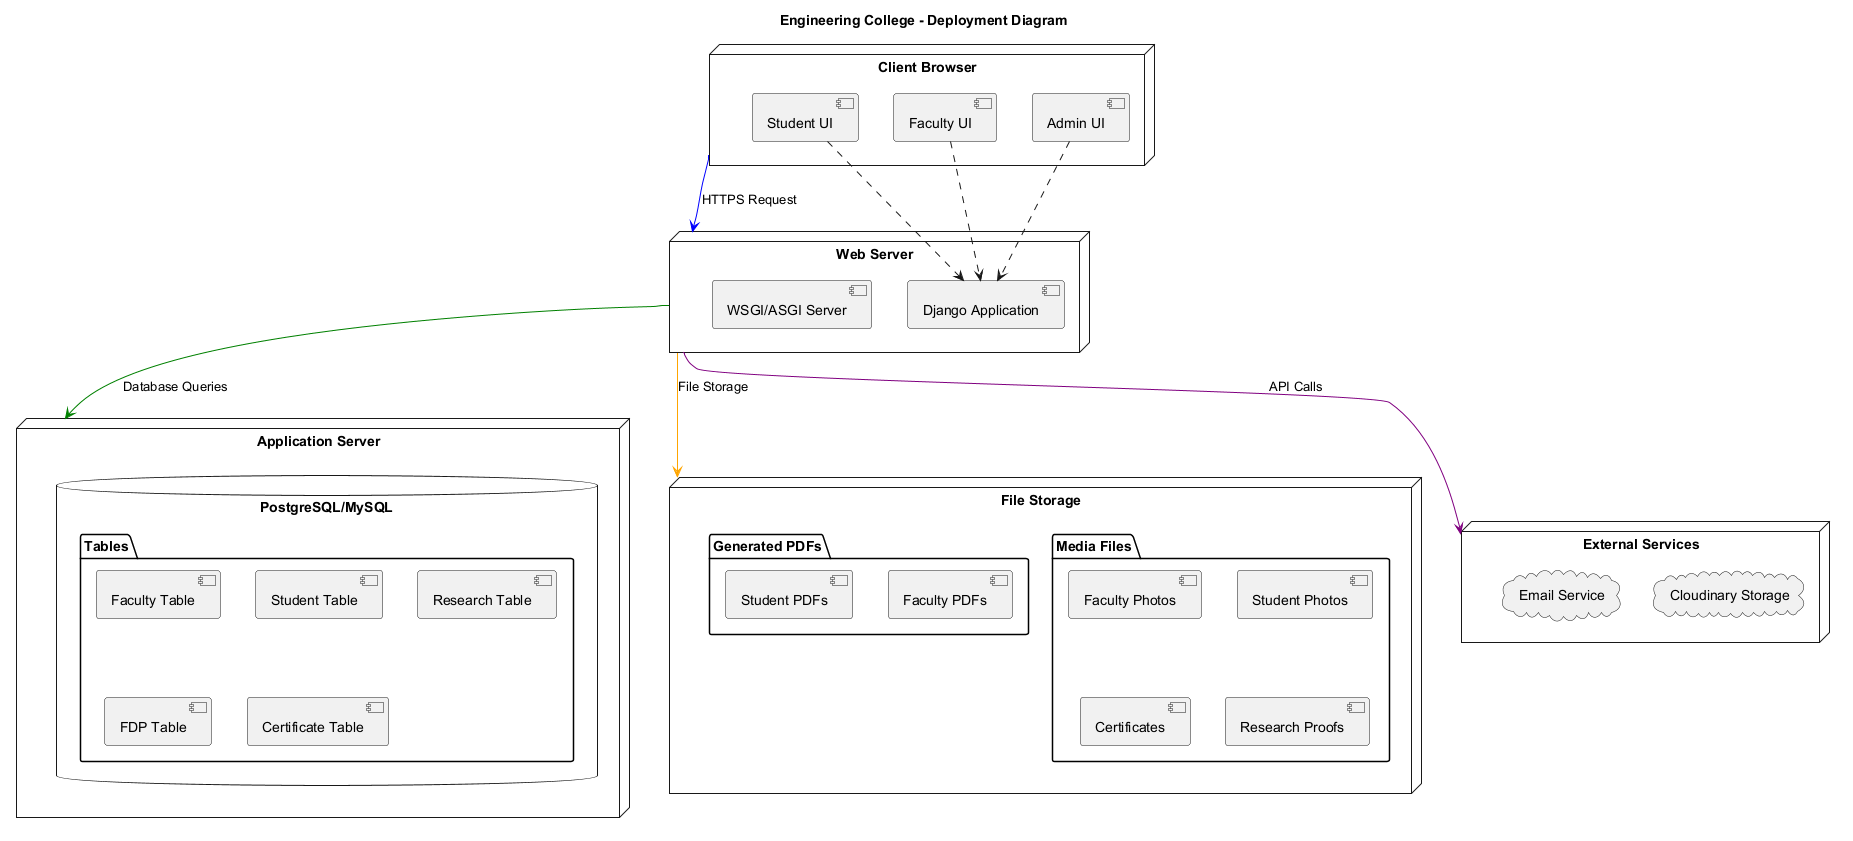 Engineering College - Deployment Diagram
Client Browser
Student UI
Faculty UI
Admin UI
HTTPS Request
Web Server
WSGI/ASGI Server
Django Application
Database Queries
File Storage
API Calls
Application Server
PostgreSQL/MySQL
Tables
Faculty Table
Student Table
Research Table
FDP Table
Certificate Table
File Storage
Generated PDFs
Student PDFs
Faculty PDFs
Media Files
Faculty Photos
Student Photos
Certificates
Research Proofs
External Services
Email Service
Cloudinary Storage